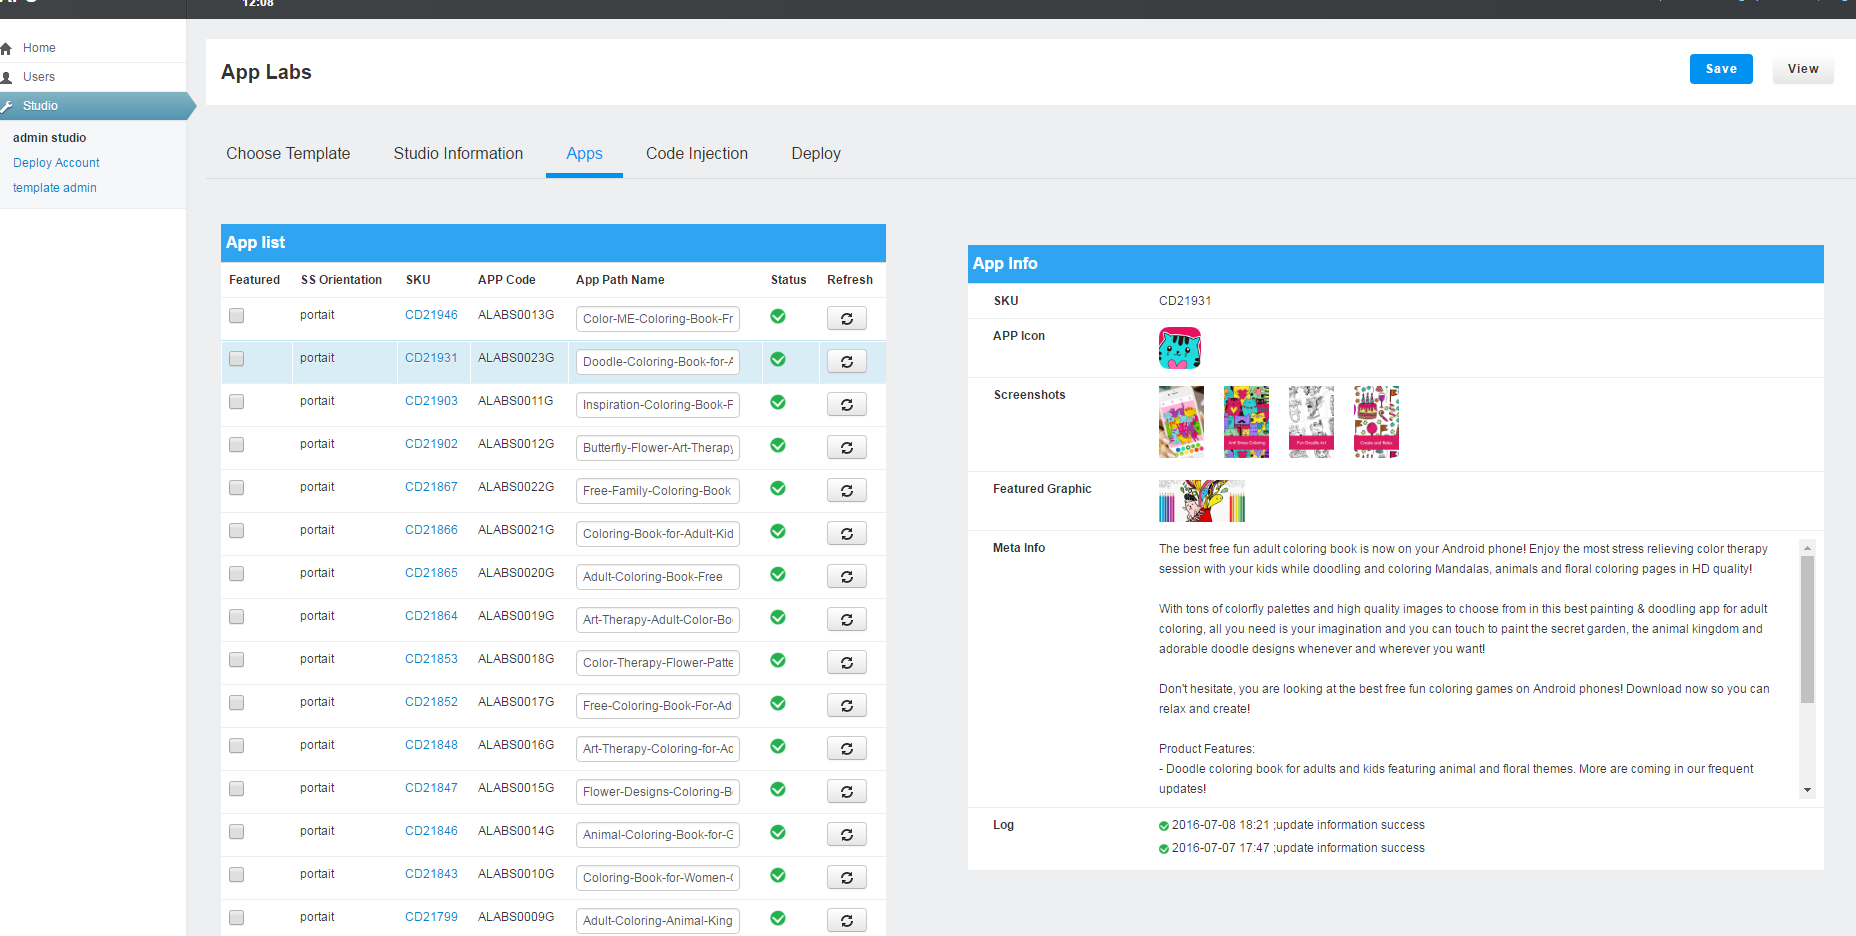 12:08
Home
Users
Studio
admin studio
Deploy Account
template admin
App Labs
Save
View
Choose Template
Studio Information
Apps
Code Injection
Deploy
App list
Featured SS Orientation SKU APP Code App Path Name Status Refresh
portait CD21946 ALABS0013G Color-ME-Coloring-Book-Fr
portait CD21931 ALABS0023G Doodle-Coloring-Book-for-A
portait CD21903 ALABS0011G Inspiration-Coloring-Book-F
portait CD21902 ALABS0012G Butterfly-Flower-Art-Therapy
portait CD21867 ALABS0022G Free-Family-Coloring-Book
portait CD21866 ALABS0021G Coloring-Book-for-Adult-Kid
portait CD21865 ALABS0020G Adult-Coloring-Book-Free
portait CD21864 ALABS0019G Art-Therapy-Adult-Color-Bo
portait CD21853 ALABS0018G Color-Therapy-Flower-Patte
portait CD21852 ALABS0017G Free-Coloring-Book-For-Ad
portait CD21848 ALABS0016G Art-Therapy-Coloring-for-Ad
portait CD21847 ALABS0015G Flower-Designs-Coloring-B
portait CD21846 ALABS0014G Animal-Coloring-Book-for-G
portait CD21843 ALABS0010G Coloring-Book-for-Women-
portait CD21799 ALABS0009G Adult-Coloring-Animal-King
App Info
SKU CD21931
APP Icon
Screenshots
Anti Stress Coloring
Fun Doodle Art
Create and Relax
Featured Graphic
Meta Info
The best free fun adult coloring book is now on your Android phone! Enjoy the most stress relieving color therapy
session with your kids while doodling and coloring Mandalas, animals and floral coloring pages in HD quality!
With tons of colorfly palettes and high quality images to choose from in this best painting & doodling app for adult
coloring, all you need is your imagination and you can touch to paint the secret garden, the animal kingdom and
adorable doodle designs whenever and wherever you want!
Don't hesitate, you are looking at the best free fun coloring games on Android phones! Download now so you can
relax and create!
Product Features:
- Doodle coloring book for adults and kids featuring animal and floral themes. More are coming in our frequent
updates!
Log
2016-07-08 18:21 ;update information success
2016-07-07 17:47 ;update information success